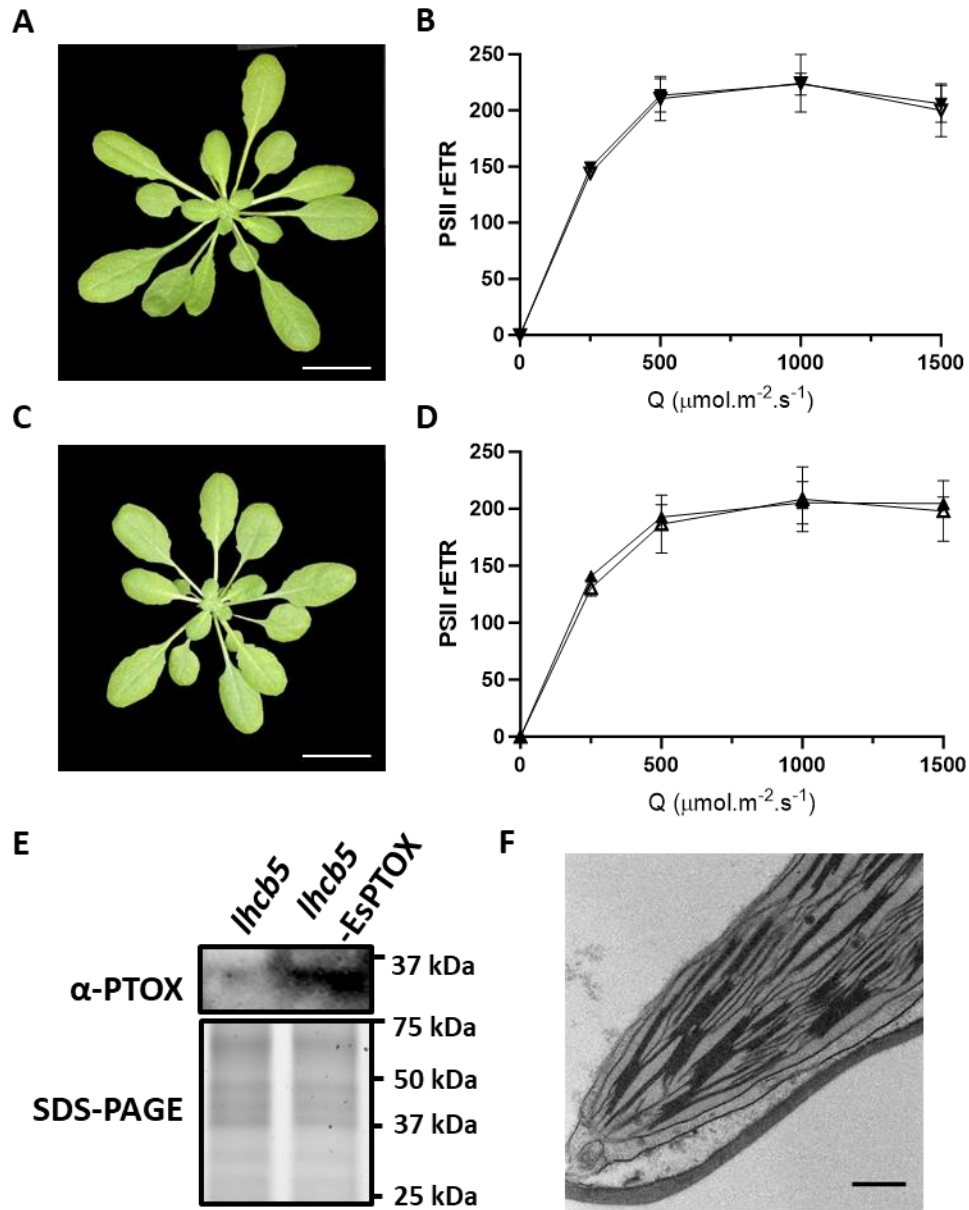 A
B
250
200
150
100
50
0
PSII rETR
0
500
1000
1500
Q (μmol.m-2.s-1)
C
D
250
200
150
100
50
0
PSII rETR
0
500
1000
1500
Q (μmol.m-2.s-1)
E
lhcb5
lhcb5
-EsPTOX
α-PTOX
37 kDa
75 kDa
50 kDa
SDS-PAGE
37 kDa
25 kDa
F